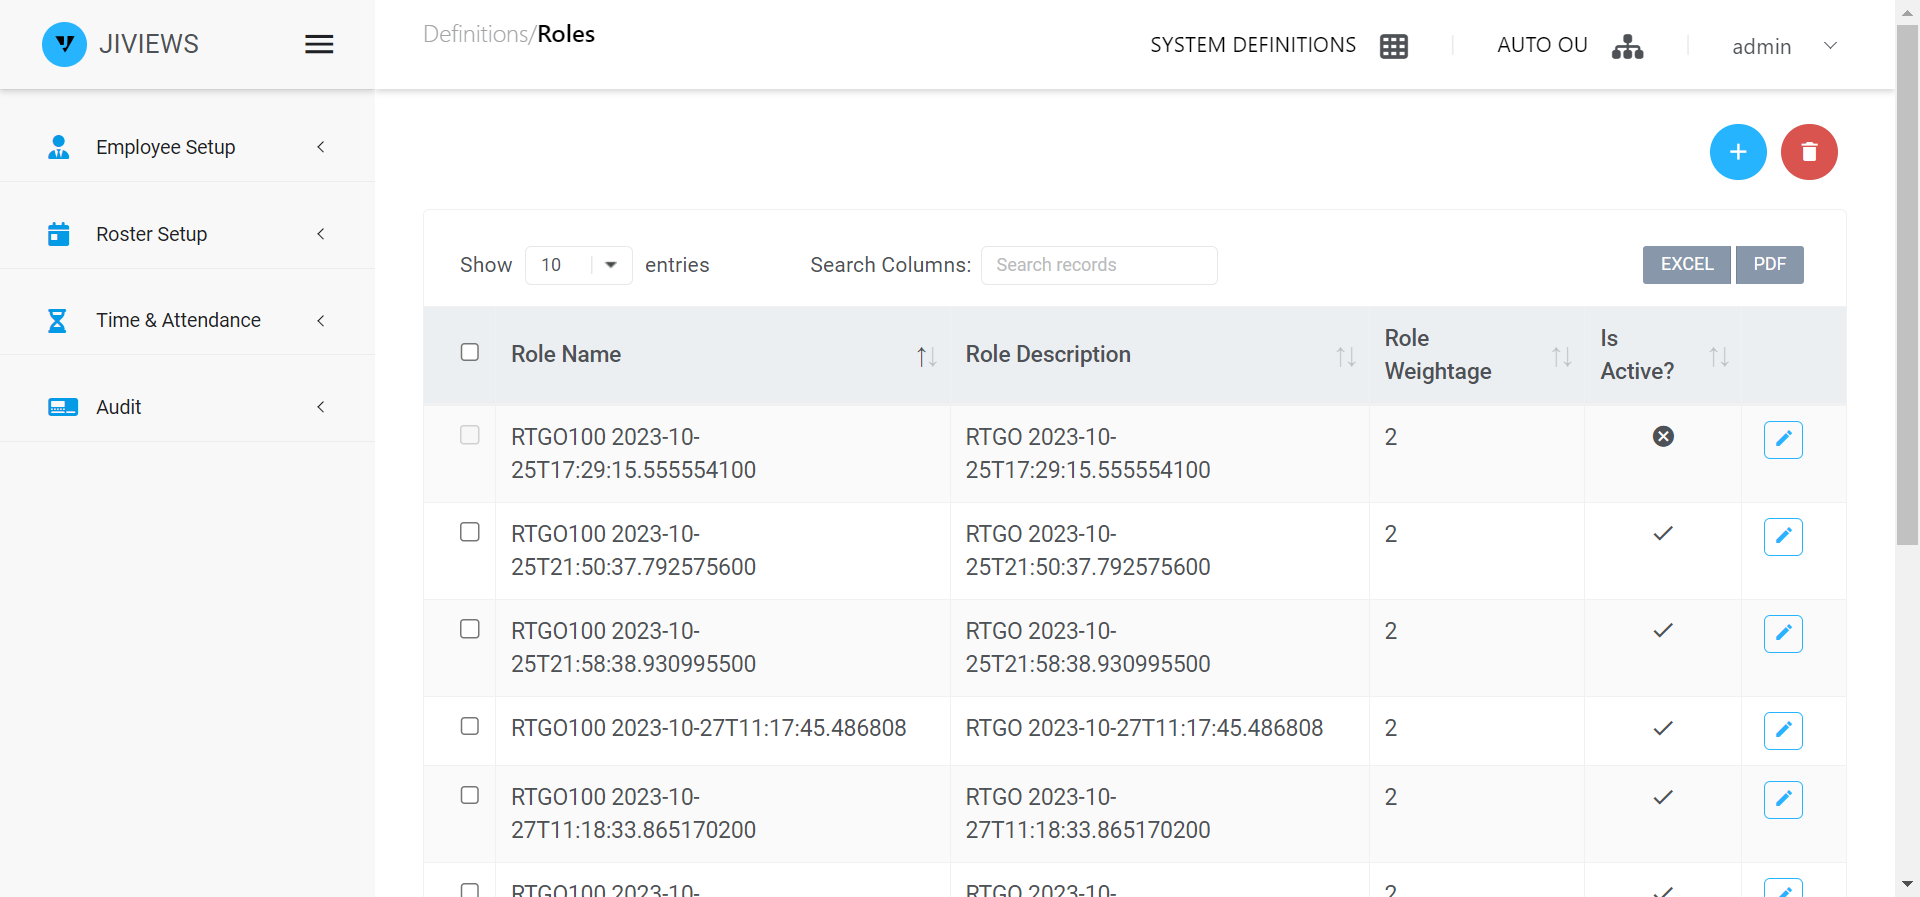 JIVIEWS
Definitions/Roles
SYSTEM DEFINITIONS
AUTO OU
admin
Employee Setup
Roster Setup
Time & Attendance
Audit
Show 10 entries
Search Columns: Search records
EXCEL
PDF
Role Name
Role Description
Role
Weightage
Is
Active?
RTGO100 2023-10-
25T17:29:15.555554100
RTGO 2023-10-
25T17:29:15.555554100
2
RTGO100 2023-10-
25T21:50:37.792575600
RTGO 2023-10-
25T21:50:37.792575600
2
RTGO100 2023-10-
25T21:58:38.930995500
RTGO 2023-10-
25T21:58:38.930995500
2
RTGO100 2023-10-27T11:17:45.486808
RTGO 2023-10-27T11:17:45.486808
2
RTGO100 2023-10-
27T11:18:33.865170200
RTGO 2023-10-
27T11:18:33.865170200
2
RTGO100 2023-10-
RTGO 2023-10-
2